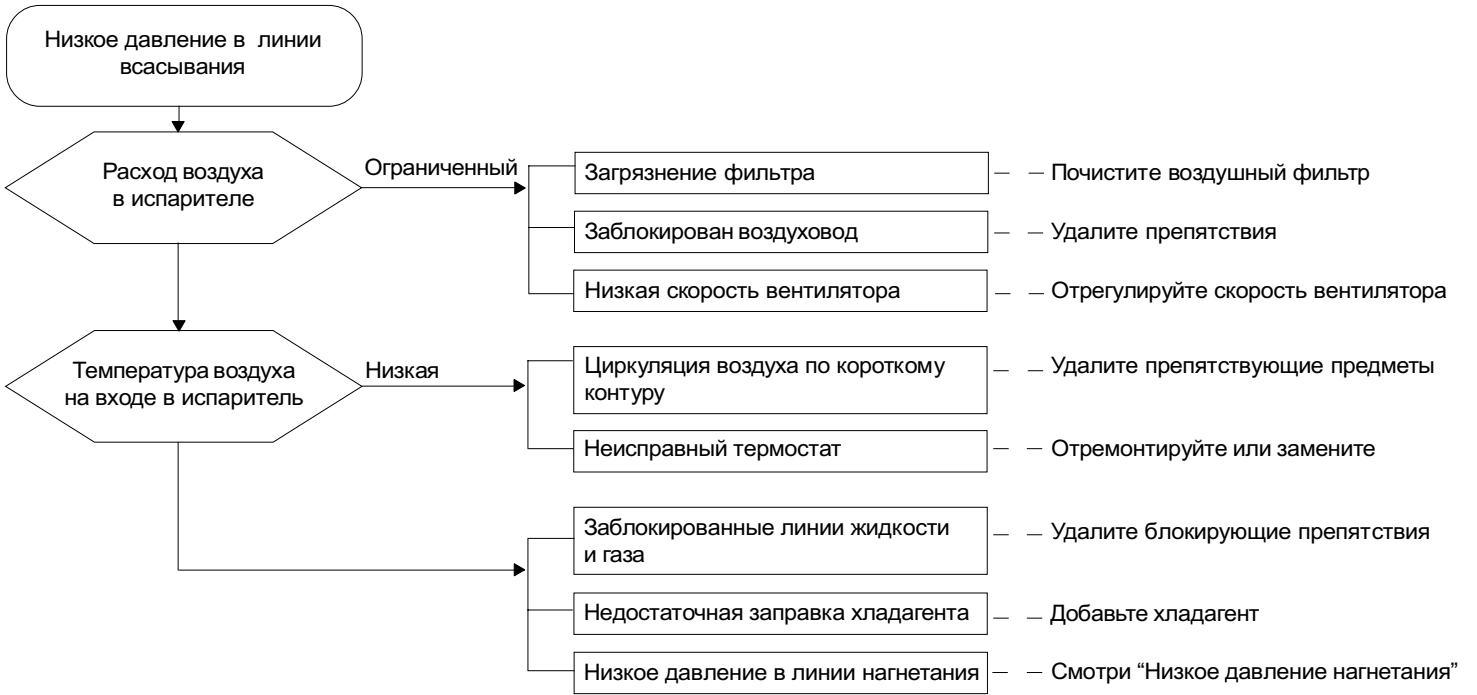 Низкое давление в линии
всасывания
Расход воздуха
в испарителе
Ограниченный
Загрязнение фильтра
Почистите воздушный фильтр
Заблокирован воздуховод
Удалите препятствия
Низкая скорость вентилятора
Отрегулируйте скорость вентилятора
Температура воздуха
на входе в испаритель
Низкая
Циркуляция воздуха по короткому
контуру
Удалите препятствующие предметы
Неисправный термостат
Отремонтируйте или замените
Заблокированные линии жидкости
и газа
Удалите блокирующие препятствия
Недостаточная заправка хладагента
Добавьте хладагент
Низкое давление в линии нагнетания
Смотри “Низкое давление нагнетания”